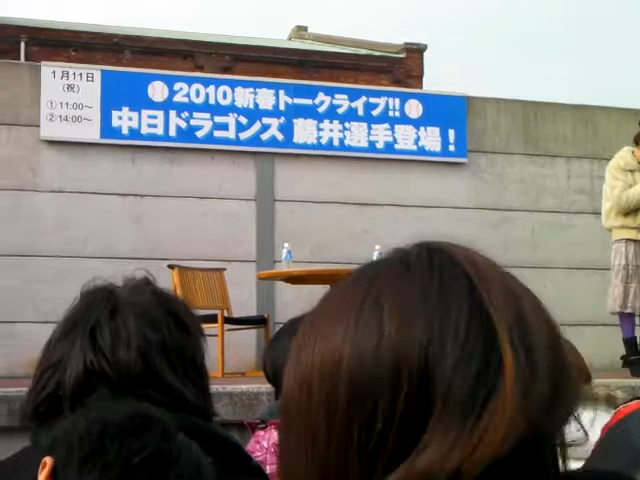 1月11日
(祝)
①11:00～
②14:00～
2010新春トークライブ!!
中日ドラゴンズ 藤井選手登場！